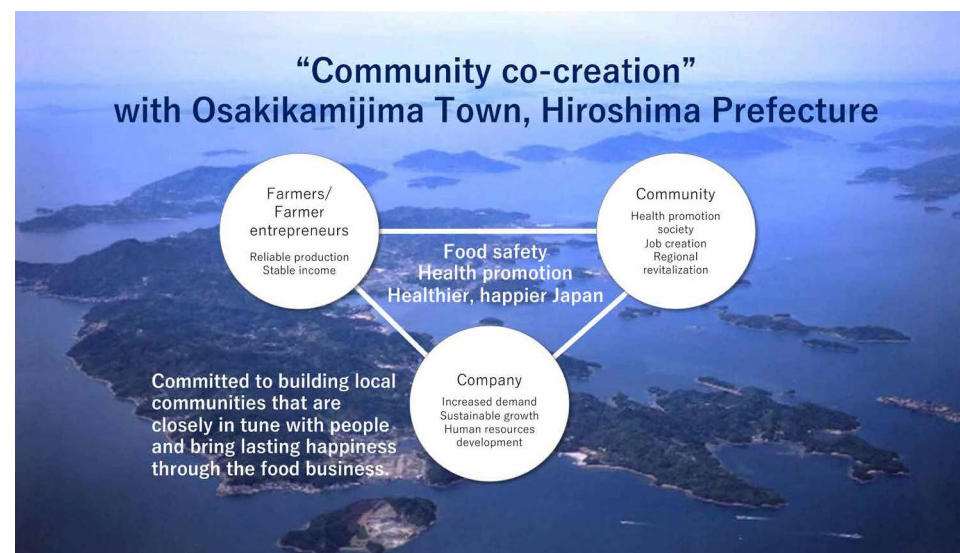 “Community co-creation”
with Osakikamijima Town, Hiroshima Prefecture
Farmers/
Farmer
entrepreneurs
Reliable production
Stable income
Community
Health promotion
society
Job creation
Regional
revitalization
Food safety
Health promotion
Healthier, happier Japan
Company
Increased demand
Sustainable growth
Human resources
development
Committed to building local
communities that are
closely in tune with people
and bring lasting happiness
through the food business.